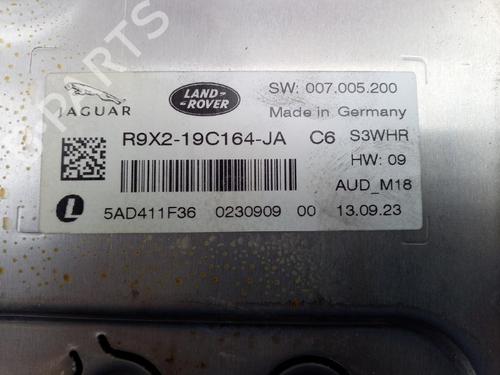 JAGUAR
LAND-
ROVER
SW: 007.005.200
Made in Germany
R9X2-19C164-JA C6 S3WHR
HW: 09
AUD_M18
L 5AD411F36 0230909 00 13.09.23